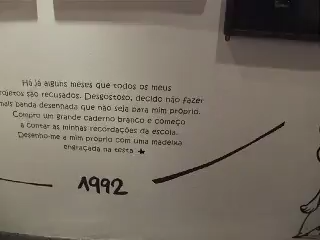 Há já alguns meses que todos os meus
projetos são recusados. Desgostoso, decido não fazer
mais banda desenhada que não seja para mim próprio.
Compro um grande caderno branco e começo
a contar as minhas recordações da escola.
Desenho-me a mim próprio com uma madeixa
engraçada na testa.
1992